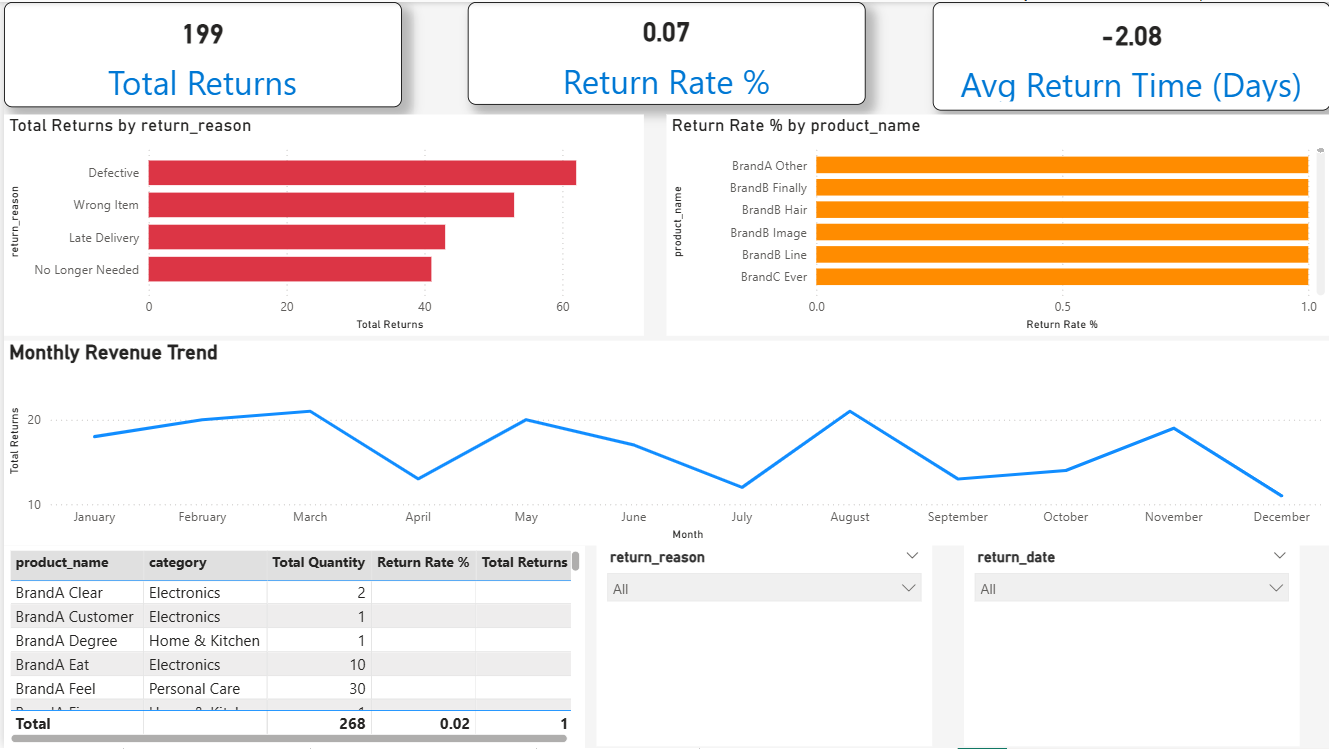 199
Total Returns
0.07
Return Rate %
-2.08
Avg Return Time (Days)
Total Returns by return_reason
return_reason
Defective
Wrong Item
Late Delivery
No Longer Needed
0 20 40 60
Total Returns
Return Rate % by product_name
product_name
BrandA Other
BrandB Finally
BrandB Hair
BrandB Image
BrandB Line
BrandC Ever
0.0 0.5 1.0
Return Rate %
Monthly Revenue Trend
Total Returns
20
10
January February March April May June July August September October November December
Month
product_name category Total Quantity Return Rate % Total Returns
BrandA Clear Electronics 2
BrandA Customer Electronics 1
BrandA Degree Home & Kitchen 1
BrandA Eat Electronics 10
BrandA Feel Personal Care 30
Total 268 0.02 1
return_reason
All
return_date
All